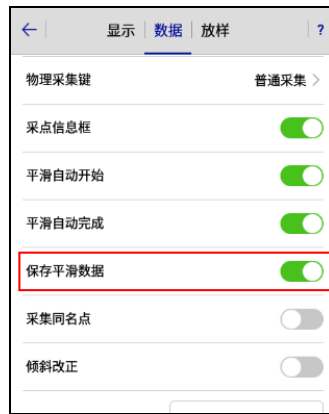 ← 显示 数据 放样 ?
物理采集键 普通采集 >
采点信息框
平滑自动开始
平滑自动完成
保存平滑数据
采集同名点
倾斜改正